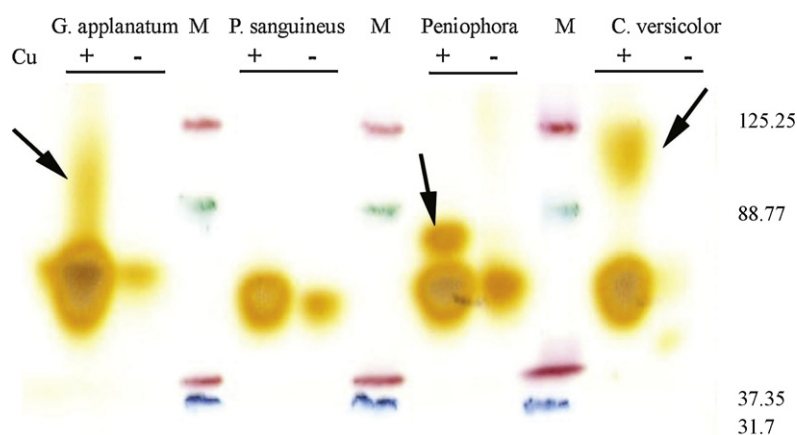 G. applanatum M P. sanguineus M Peniophora M C. versicolor
Cu + - + - + - + -
125.25
88.77
37.35
31.7